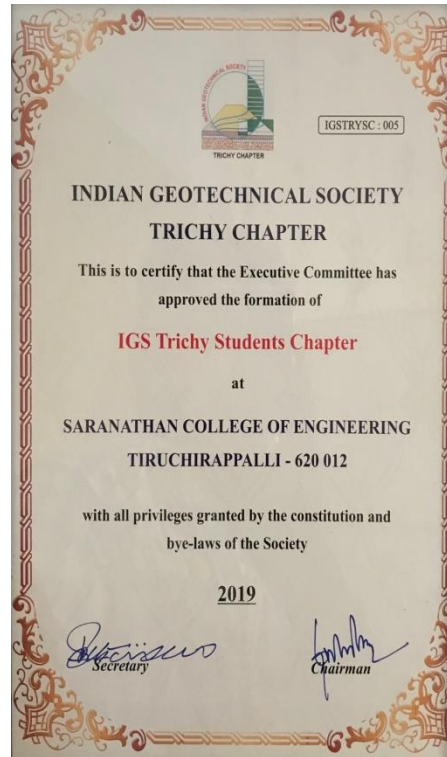 INDIAN GEOTECHNICAL SOCIETY
TRICHY CHAPTER
IGSTRYSC : 005
INDIAN GEOTECHNICAL SOCIETY
TRICHY CHAPTER
This is to certify that the Executive Committee has
approved the formation of
IGS Trichy Students Chapter
at
SARANATHAN COLLEGE OF ENGINEERING
TIRUCHIRAPPALLI - 620 012
with all privileges granted by the constitution and
bye-laws of the Society
2019
Secretary
Chairman